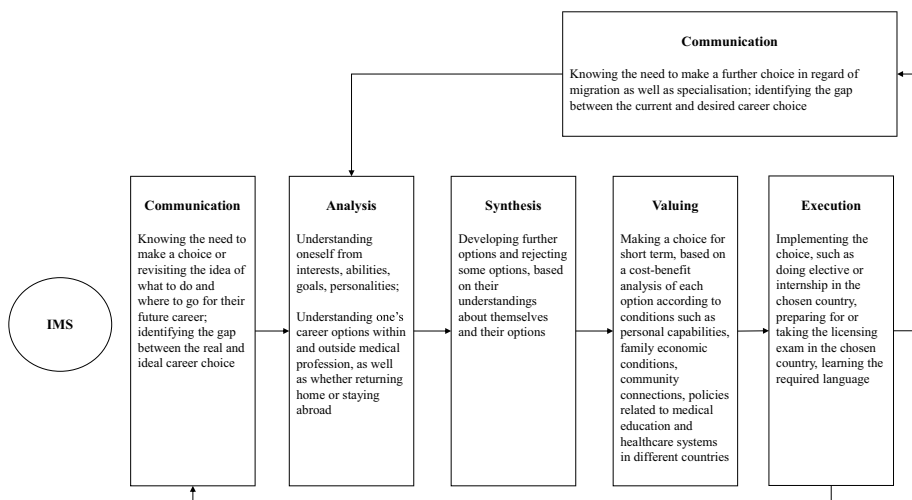 Communication
Knowing the need to make a further choice in regard of
migration as well as specialisation; identifying the gap
between the current and desired career choice
IMS
Communication
Knowing the need to
make a choice or
revisiting the idea of
what to do and
where to go for their
future career;
identifying the gap
between the real and
ideal career choice
Analysis
Understanding
oneself from
interests, abilities,
goals, personalities;
Understanding one’s
career options within
and outside medical
profession, as well
as whether returning
home or staying
abroad
Synthesis
Developing further
options and rejecting
some options, based
on their
understandings
about themselves
and their options
Valuing
Making a choice for
short term, based on
a cost-benefit
analysis of each
option according to
conditions such as
personal capabilities,
family economic
conditions,
community
connections, policies
related to medical
education and
healthcare systems
in different countries
Execution
Implementing the
choice, such as
doing elective or
internship in the
chosen country,
preparing for or
taking the licensing
exam in the chosen
country, learning the
required language